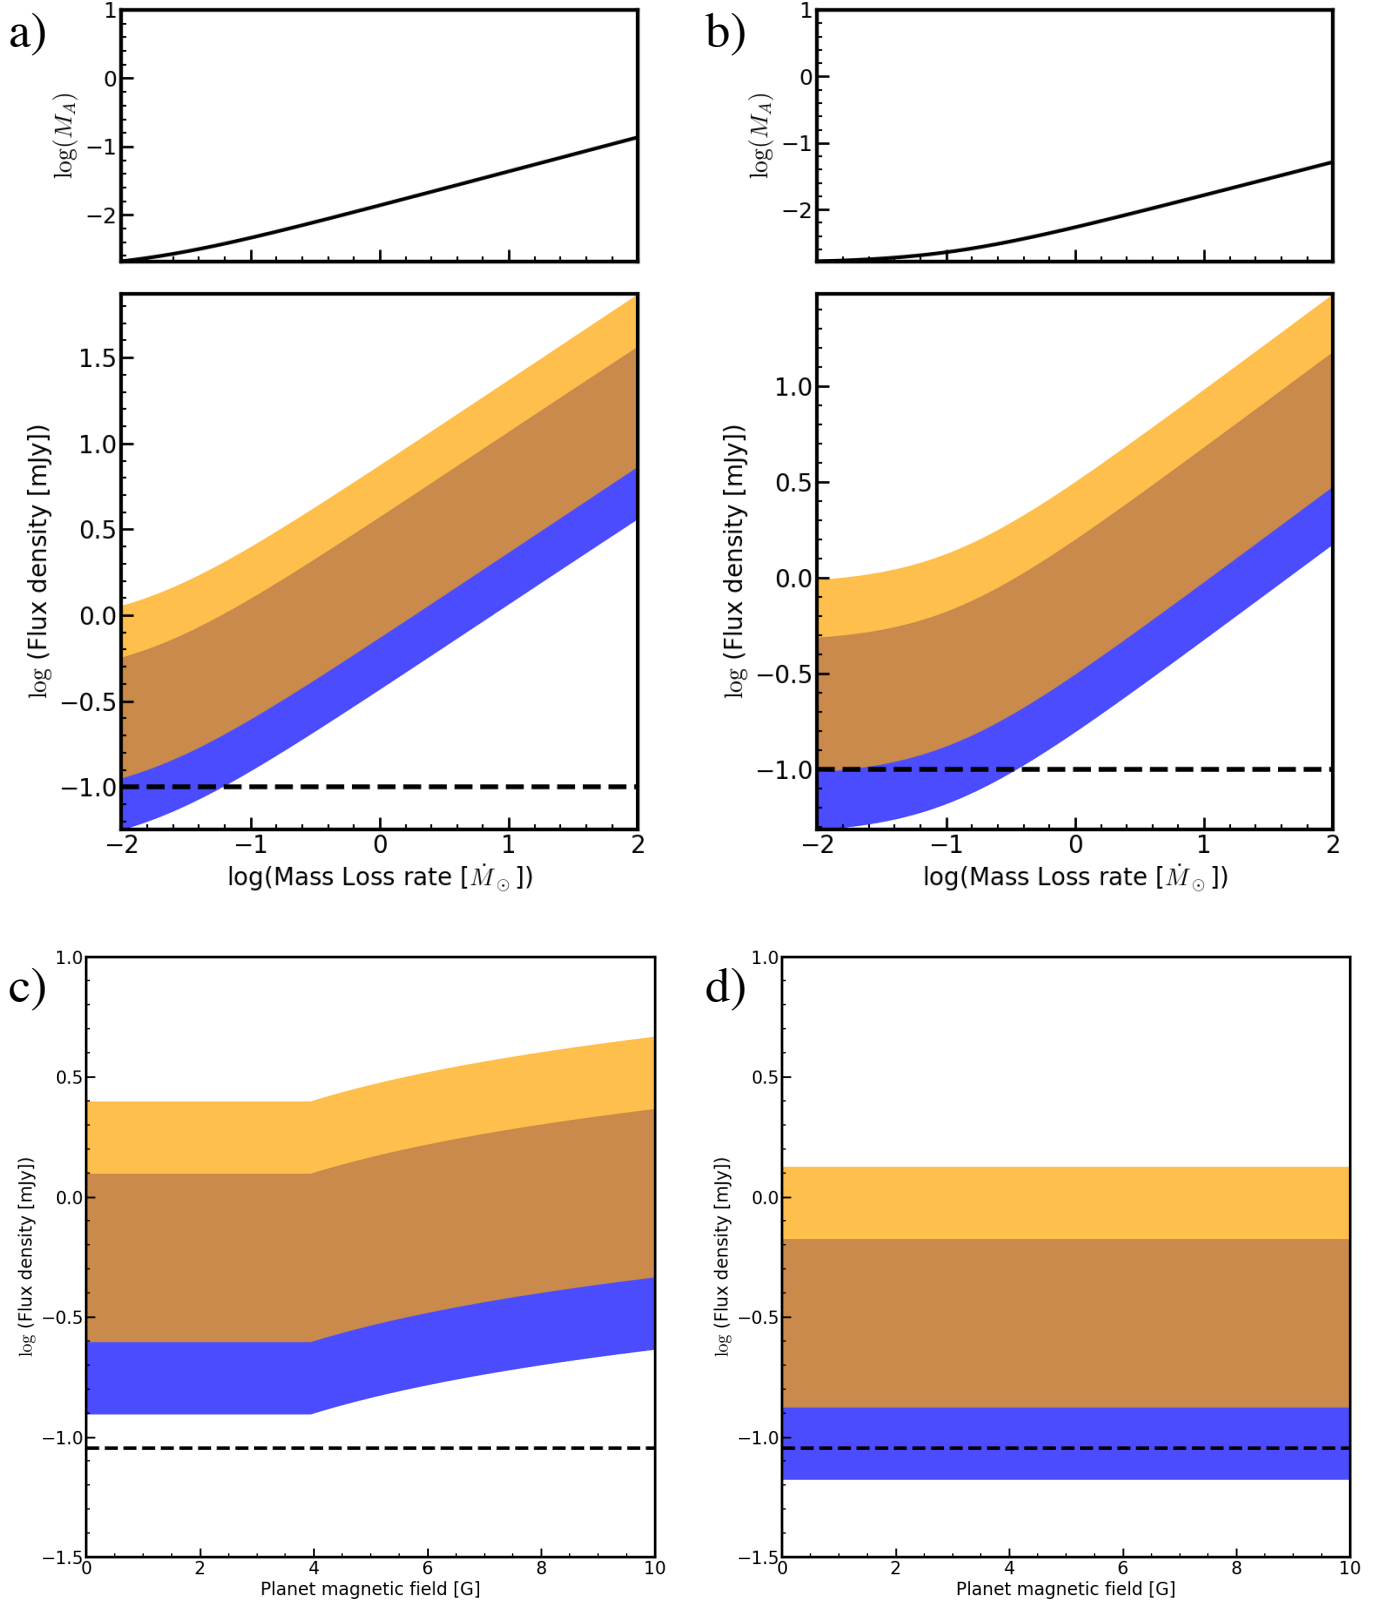 a)
1
0
−1
−2
log(M_A)
1.5
1.0
0.5
0.0
−0.5
−1.0
log (Flux density [mJy])
−2 −1 0 1 2
log(Mass Loss rate [Ṁ⊙])
b)
1
0
−1
−2
log(M_A)
1.0
0.5
0.0
−0.5
−1.0
log (Flux density [mJy])
−2 −1 0 1 2
log(Mass Loss rate [Ṁ⊙])
c)
1.0
0.5
0.0
−0.5
−1.0
−1.5
log (Flux density [mJy])
0 2 4 6 8 10
Planet magnetic field [G]
d)
1.0
0.5
0.0
−0.5
−1.0
−1.5
log (Flux density [mJy])
0 2 4 6 8 10
Planet magnetic field [G]